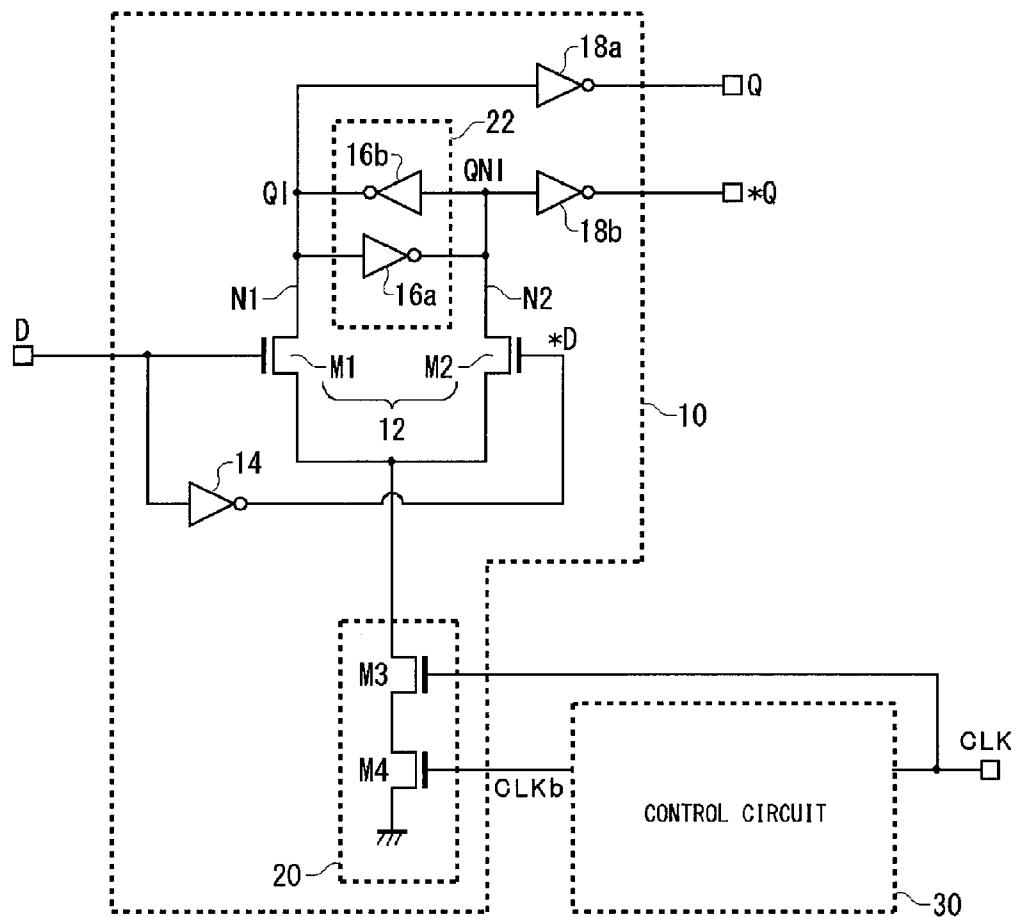 18a
Q
22
16b
QI
QNI
*Q
18b
N1
16a
N2
D
*D
M1
M2
10
12
14
M3
CLK
M4
CLKb
CONTROL CIRCUIT
20
30